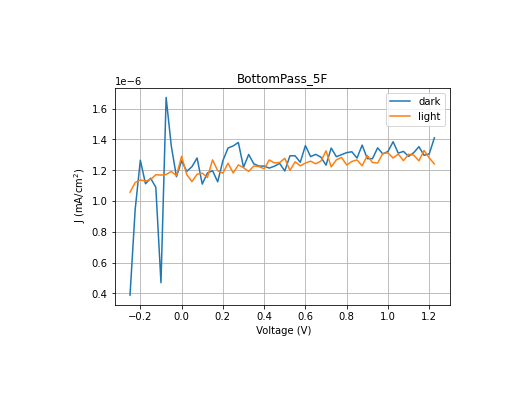 BottomPass_5F
1e−6
dark
light
1.6
1.4
1.2
1.0
0.8
0.6
0.4
J (mA/cm²)
−0.2 0.0 0.2 0.4 0.6 0.8 1.0 1.2
Voltage (V)